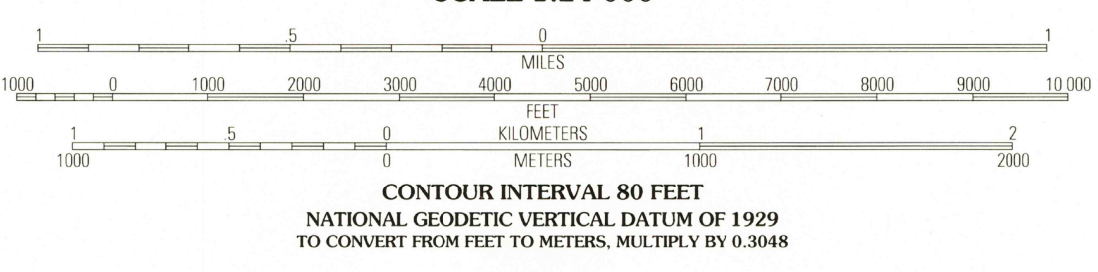 1 .5 0 1
MILES
1000 0 1000 2000 3000 4000 5000 6000 7000 8000 9000 10 000
FEET
1 .5 0 KILOMETERS 1 2
1000 0 METERS 1000 2000
CONTOUR INTERVAL 80 FEET
NATIONAL GEODETIC VERTICAL DATUM OF 1929
TO CONVERT FROM FEET TO METERS, MULTIPLY BY 0.3048